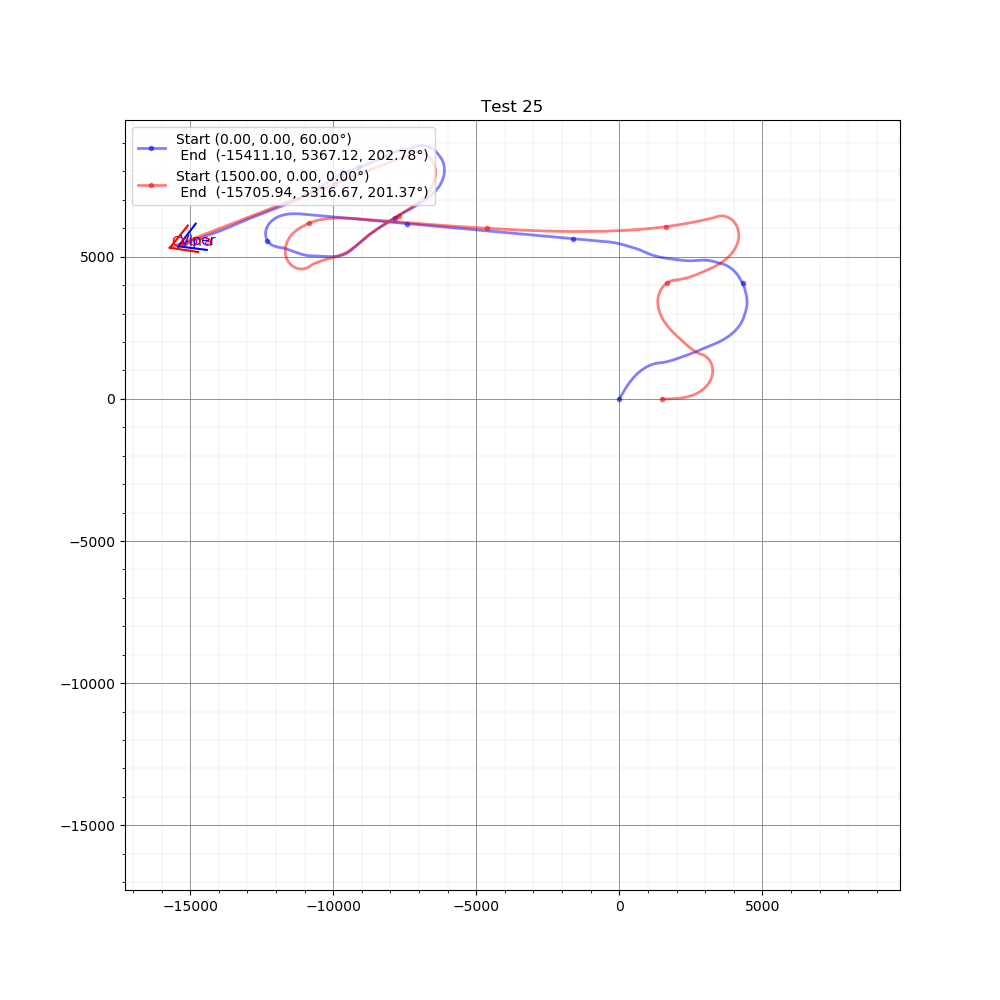 Test 25
Start (0.00, 0.00, 60.00°)
End (-15411.10, 5367.12, 202.78°)
Start (1500.00, 0.00, 0.00°)
End (-15705.94, 5316.67, 201.37°)
5000
0
−5000
−10000
−15000
−15000
−10000
−5000
0
5000